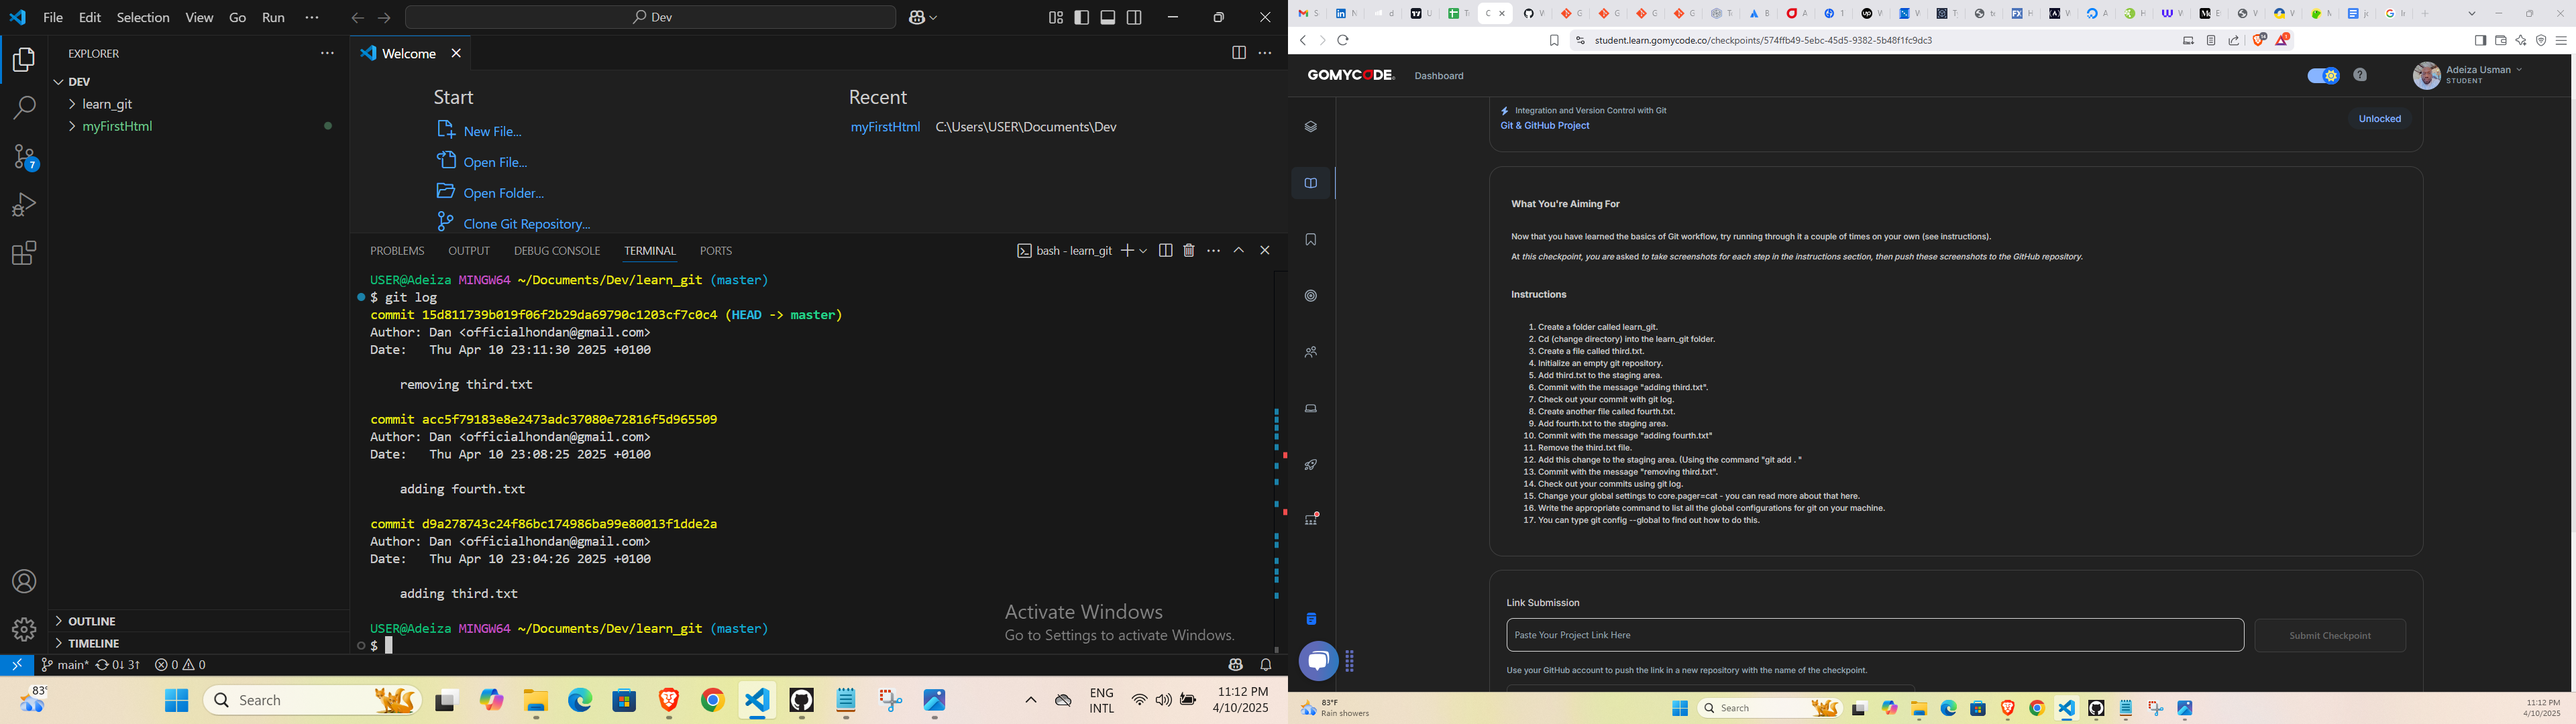 File Edit Selection View Go Run ...
Dev
EXPLORER
DEV
learn_git
myFirstHtml
7
OUTLINE
TIMELINE
Welcome
Start
New File...
Open File...
Open Folder...
Clone Git Repository...
Recent
myFirstHtml C:\Users\USER\Documents\Dev
PROBLEMS OUTPUT DEBUG CONSOLE TERMINAL PORTS
bash - learn_git
USER@Adeiza MINGW64 ~/Documents/Dev/learn_git (master)
$ git log
commit 15d811739b019f06f2b29da69790c1203cf7c0c4 (HEAD -> master)
Author: Dan <officialhondan@gmail.com>
Date: Thu Apr 10 23:11:30 2025 +0100
removing third.txt
commit acc5f79183e8e2473adc37080e72816f5d965509
Author: Dan <officialhondan@gmail.com>
Date: Thu Apr 10 23:08:25 2025 +0100
adding fourth.txt
commit d9a278743c24f86bc174986ba99e80013f1dde2a
Author: Dan <officialhondan@gmail.com>
Date: Thu Apr 10 23:04:26 2025 +0100
adding third.txt
USER@Adeiza MINGW64 ~/Documents/Dev/learn_git (master)
$
Activate Windows
Go to Settings to activate Windows.
main* 0↓ 3↑ 0 0
83°
Search
ENG
INTL
11:12 PM
4/10/2025
student.learn.gomycode.co/checkpoints/574ffb49-5ebc-45d5-9382-5b48f1fc9dc3
GOMYCODE
Dashboard
Adeiza Usman
STUDENT
Integration and Version Control with Git
Git & GitHub Project
Unlocked
What You're Aiming For
Now that you have learned the basics of Git workflow, try running through it a couple of times on your own (see instructions).
At this checkpoint, you are asked to take screenshots for each step in the instructions section, then push these screenshots to the GitHub repository.
Instructions
1. Create a folder called learn_git.
2. Cd (change directory) into the learn_git folder.
3. Create a file called third.txt.
4. Initialize an empty git repository.
5. Add third.txt to the staging area.
6. Commit with the message "adding third.txt".
7. Check out your commit with git log.
8. Create another file called fourth.txt.
9. Add fourth.txt to the staging area.
10. Commit with the message "adding fourth.txt"
11. Remove the third.txt file.
12. Add this change to the staging area. (Using the command "git add . "
13. Commit with the message "removing third.txt".
14. Check out your commits using git log.
15. Change your global settings to core.pager=cat - you can read more about that here.
16. Write the appropriate command to list all the global configurations for git on your machine.
17. You can type git config --global to find out how to do this.
Link Submission
Paste Your Project Link Here
Submit Checkpoint
Use your GitHub account to push the link in a new repository with the name of the checkpoint.
83°F
Rain showers
Search
11:12 PM
4/10/2025